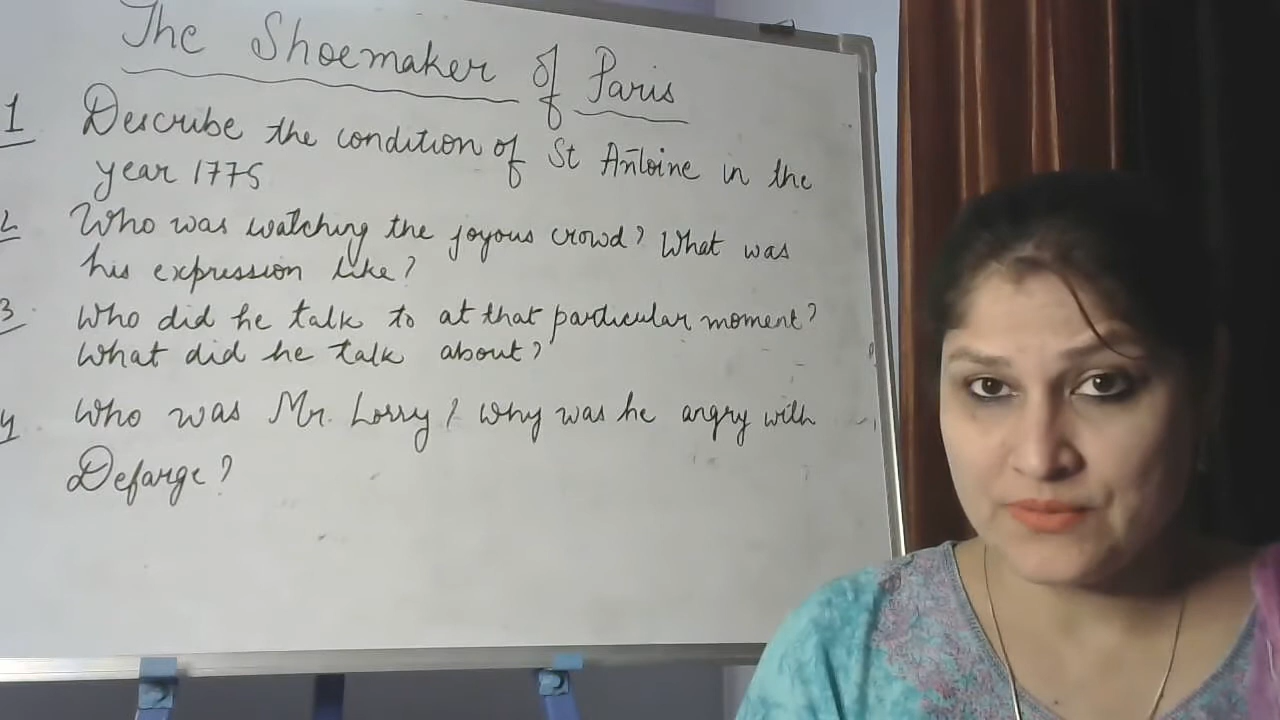 The Shoemaker of Paris
1 Describe the condition of St Antoine in the
year 1775
2 Who was watching the joyous crowd? What was
his expression like?
3 Who did he talk to at that particular moment?
What did he talk about?
4 Who was Mr. Lorry? Why was he angry with
Defarge?